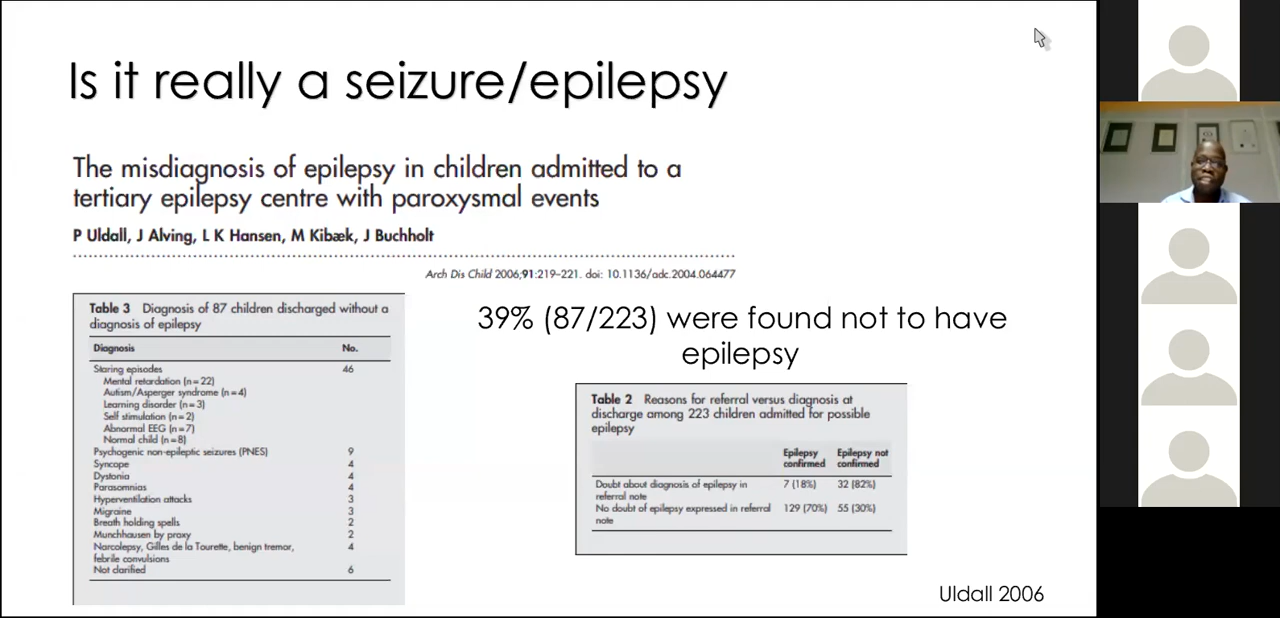 Is it really a seizure/epilepsy
The misdiagnosis of epilepsy in children admitted to a
tertiary epilepsy centre with paroxysmal events
P Uldall, J Alving, L K Hansen, M Kibæk, J Buchholt
Arch Dis Child 2006;91:219–221. doi: 10.1136/adc.2004.064477
Table 3 Diagnosis of 87 children discharged without a
diagnosis of epilepsy
Diagnosis No.
Staring episodes 46
Mental retardation (n=22)
Autism/Asperger syndrome (n=4)
Learning disorder (n=3)
Self stimulation (n=2)
Abnormal EEG (n=7)
Normal child (n=8)
Psychogenic non-epileptic seizures (PNES) 9
Syncope 4
Dystonia 4
Parasomnias 4
Hyperventilation attacks 3
Migraine 3
Breath holding spells 2
Munchhausen by proxy 2
Narcolepsy, Gilles de la Tourette, benign tremor, 4
febrile convulsions
Not clarified 6
39% (87/223) were found not to have
epilepsy
Table 2 Reasons for referral versus diagnosis at
discharge among 223 children admitted for possible
epilepsy
Epilepsy Epilepsy not
confirmed confirmed
Doubt about diagnosis of epilepsy in 7 (18%) 32 (82%)
referral note
No doubt of epilepsy expressed in referral 129 (70%) 55 (30%)
note
Uldall 2006